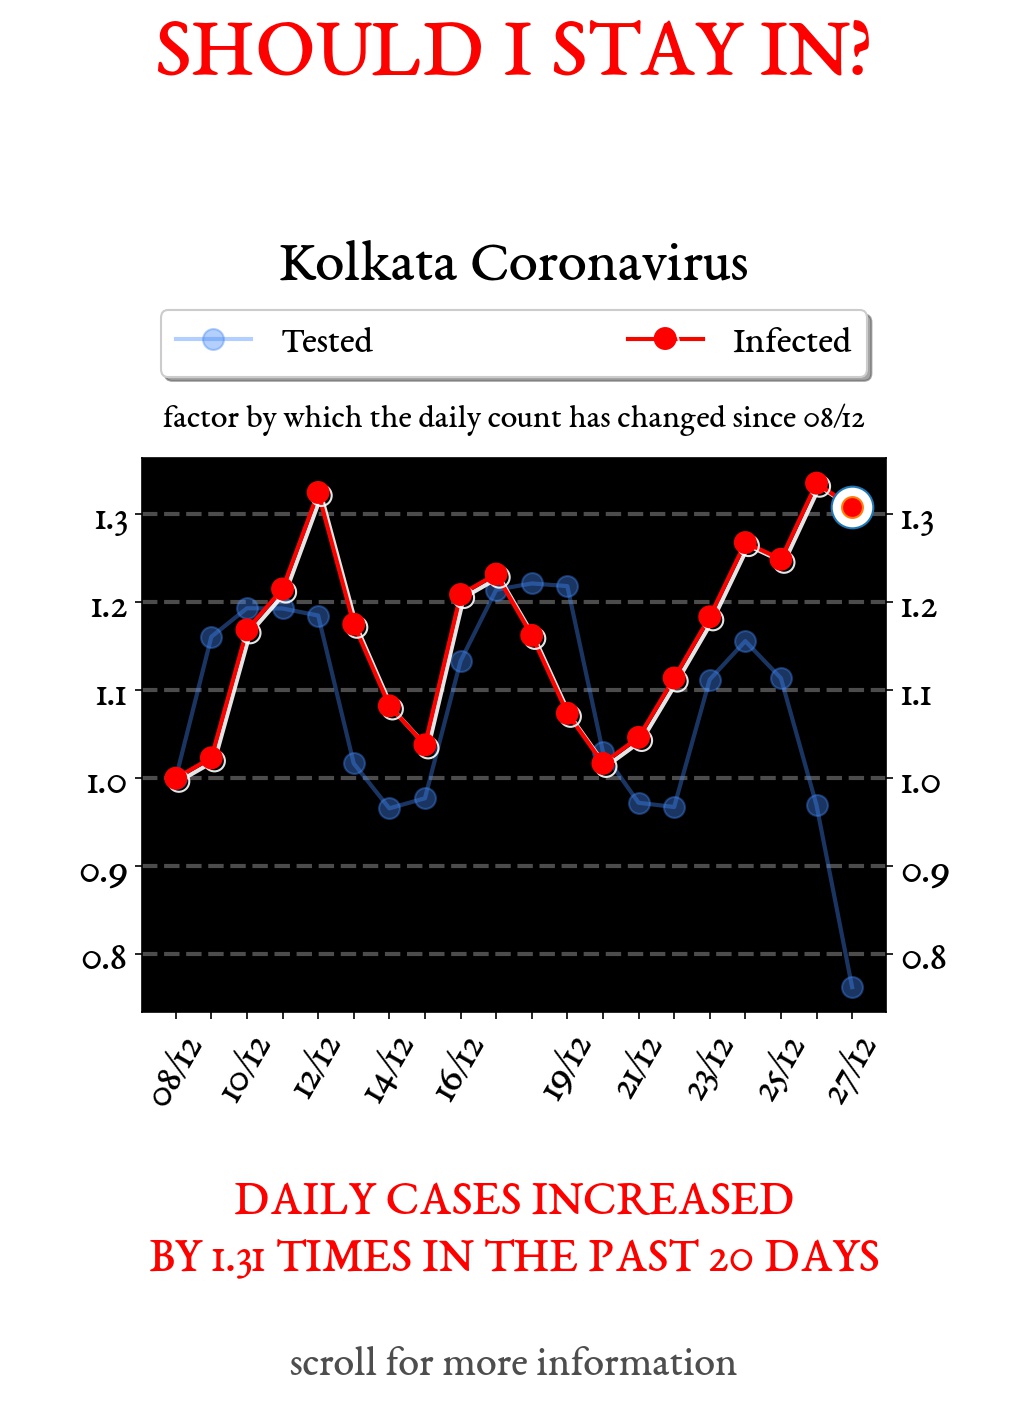 SHOULD I STAY IN?
Kolkata Coronavirus
Tested Infected
factor by which the daily count has changed since 08/12
1.3 1.3
1.2 1.2
1.1 1.1
1.0 1.0
0.9 0.9
0.8 0.8
08/12 10/12 12/12 14/12 16/12 19/12 21/12 23/12 25/12 27/12
DAILY CASES INCREASED
BY 1.31 TIMES IN THE PAST 20 DAYS
scroll for more information